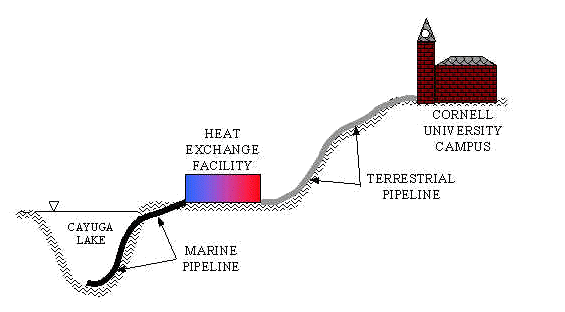 CORNELL
UNIVERSITY
CAMPUS
HEAT
EXCHANGE
FACILITY
TERRESTRIAL
PIPELINE
CAYUGA
LAKE
MARINE
PIPELINE